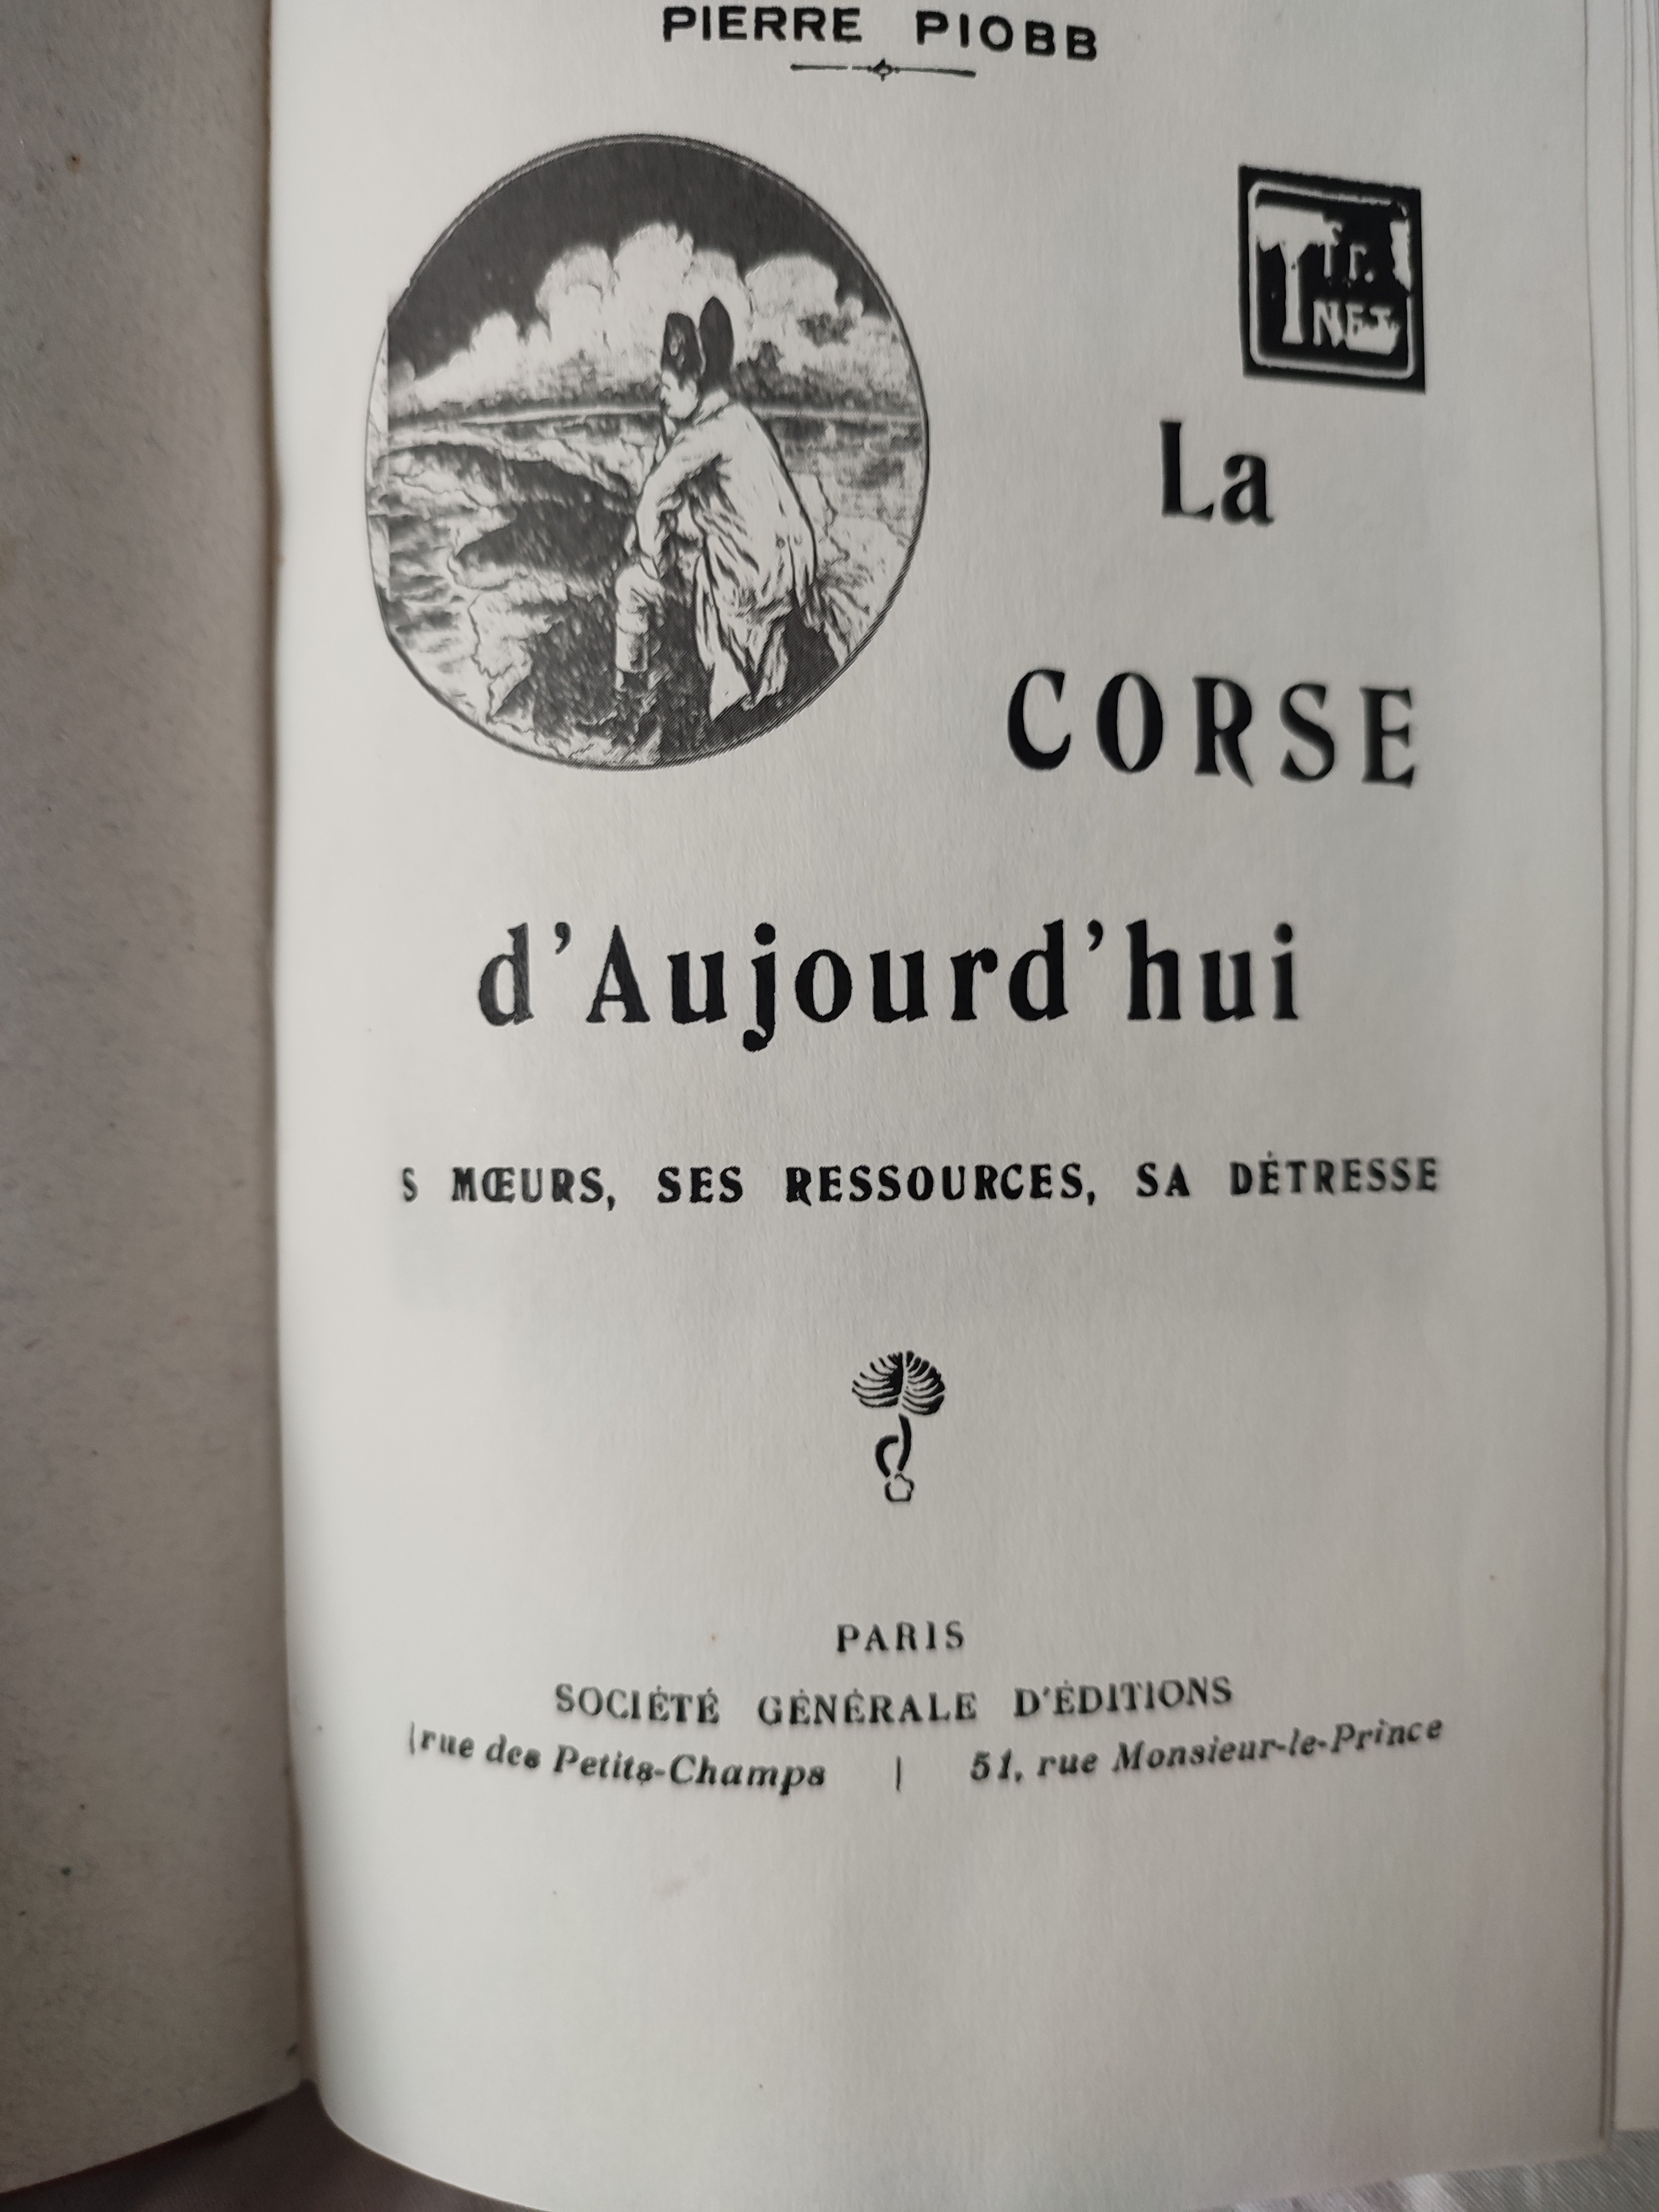 PIERRE PIOBB
La
CORSE
d'Aujourd'hui
S MŒURS, SES RESSOURCES, SA DÉTRESSE
PARIS
SOCIÉTÉ GÉNÉRALE D'ÉDITIONS
rue des Petits-Champs | 51, rue Monsieur-le-Prince